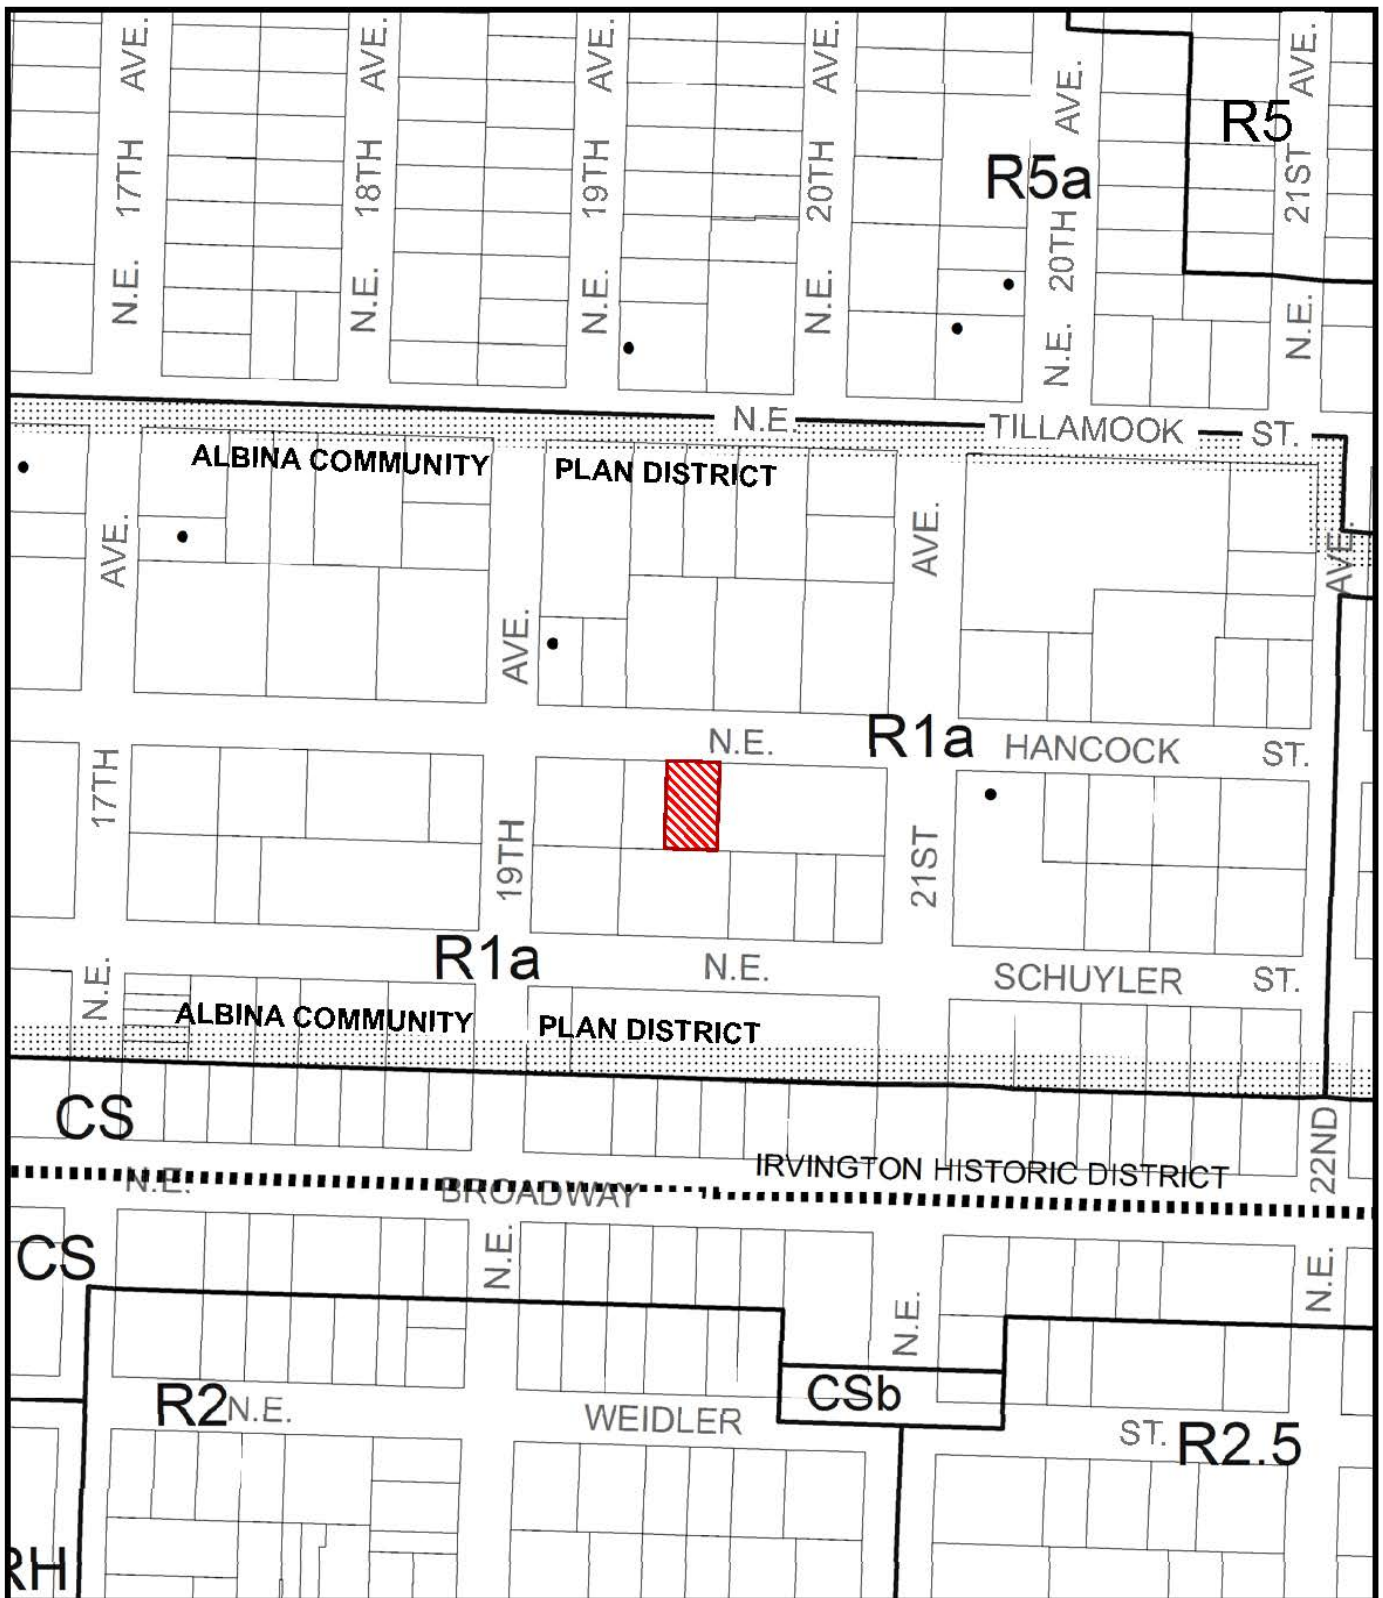 N.E. 17TH AVE.
N.E. 18TH AVE.
N.E. 19TH AVE.
N.E. 20TH AVE.
N.E. 20TH AVE.
N.E. 21ST AVE.
R5
R5a
N.E. TILLAMOOK ST.
ALBINA COMMUNITY PLAN DISTRICT
N.E. 17TH AVE.
N.E. 19TH AVE.
N.E. 21ST AVE.
N.E. 22ND AVE.
R1a
N.E. HANCOCK ST.
R1a
N.E. SCHUYLER ST.
ALBINA COMMUNITY PLAN DISTRICT
CS
IRVINGTON HISTORIC DISTRICT
N.E. BROADWAY
CS
CSb
R2
N.E. WEIDLER ST.
R2.5
RH